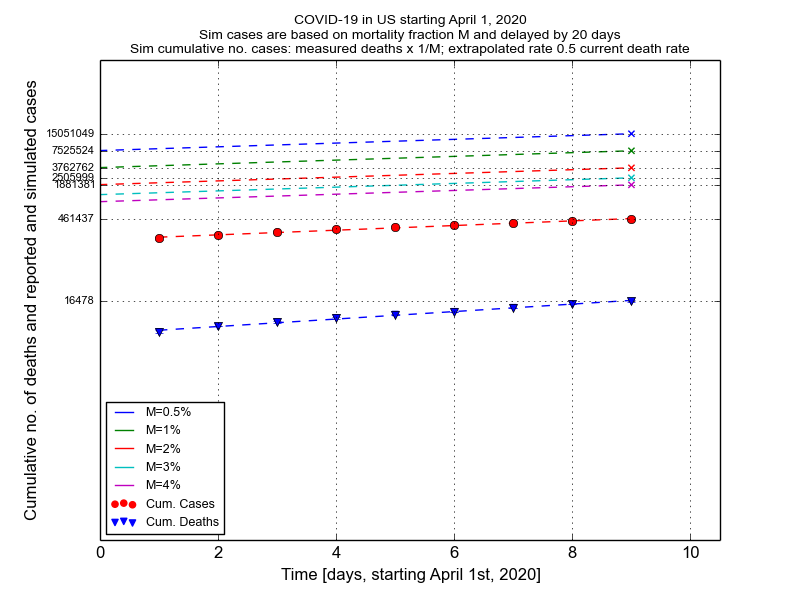 COVID-19 in US starting April 1, 2020
Sim cases are based on mortality fraction M and delayed by 20 days
Sim cumulative no. cases: measured deaths x 1/M; extrapolated rate 0.5 current death rate
Cumulative no. of deaths and reported and simulated cases
15051049
7525524
3762762
2505999
1881381
461437
16478
M=0.5%
M=1%
M=2%
M=3%
M=4%
Cum. Cases
Cum. Deaths
0 2 4 6 8 10
Time [days, starting April 1st, 2020]